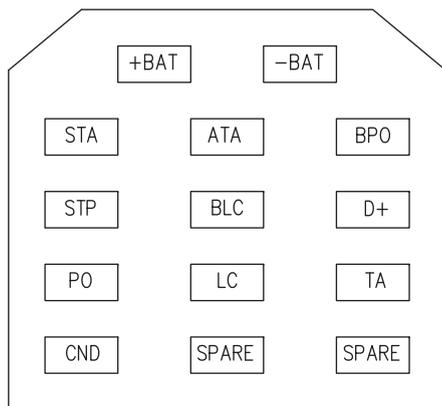 +BAT -BAT
STA ATA BPO
STP BLC D+
PO LC TA
CND SPARE SPARE